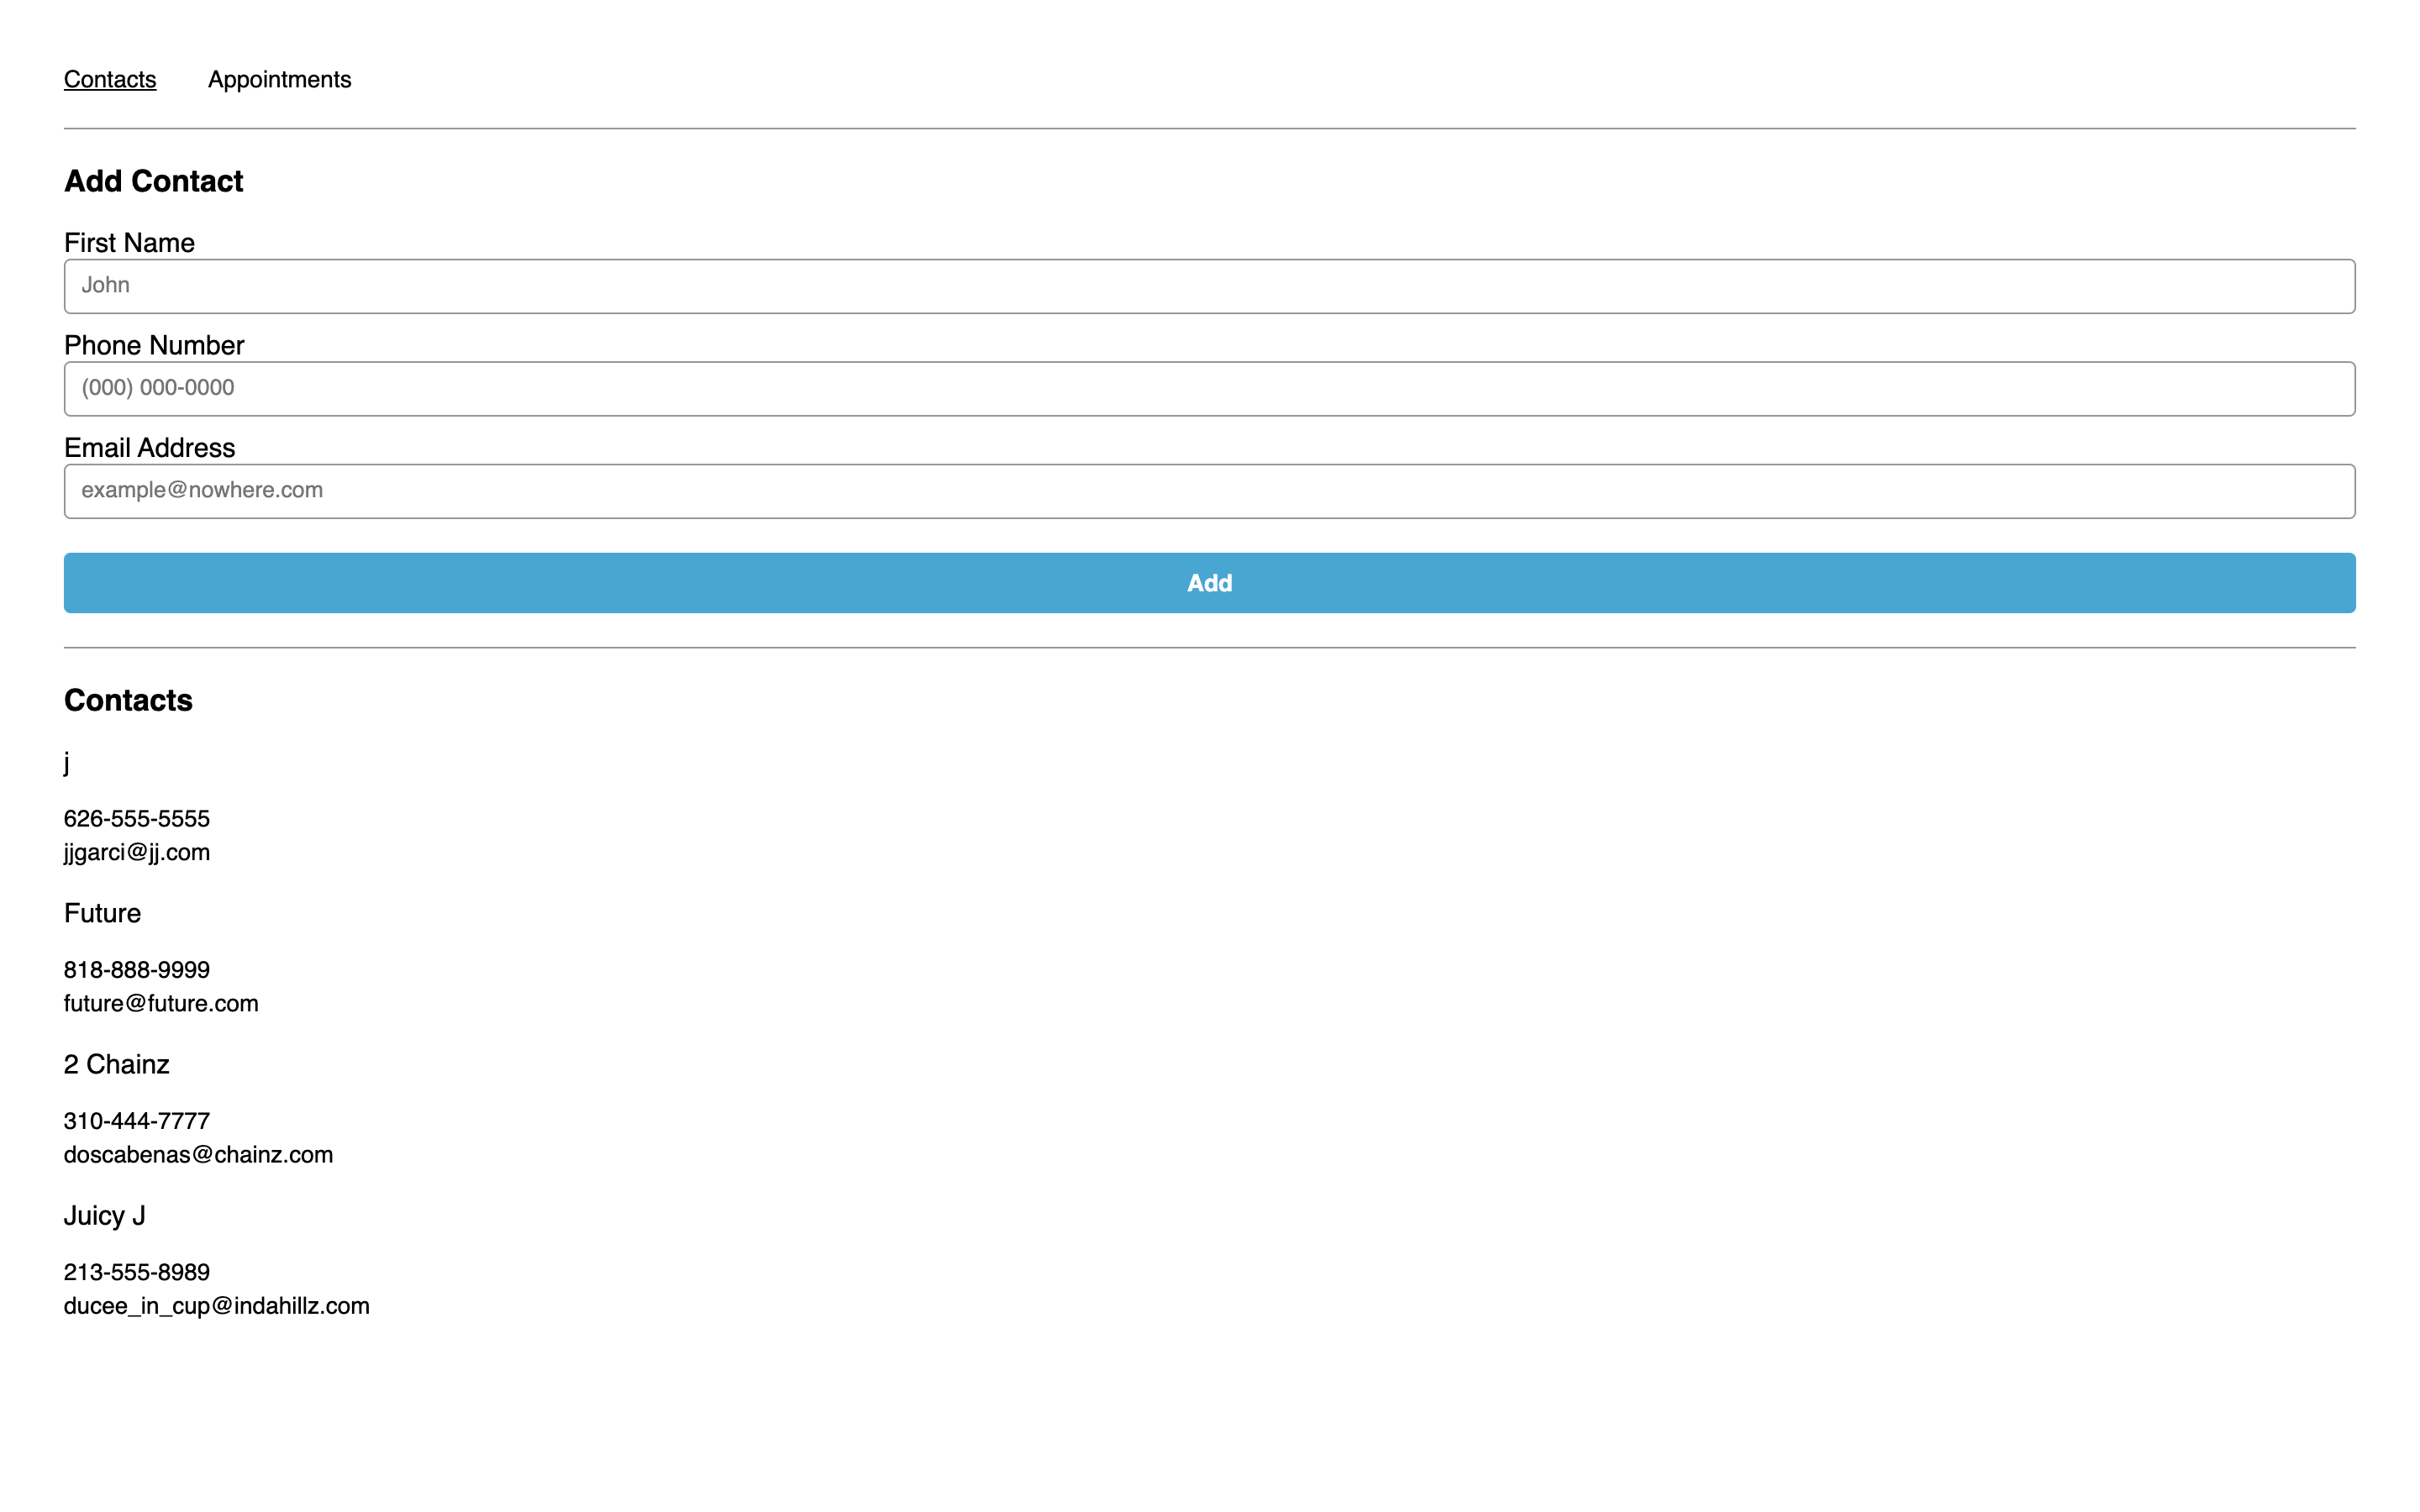 Contacts Appointments
Add Contact
First Name
John
Phone Number
(000) 000-0000
Email Address
example@nowhere.com
Add
Contacts
j
626-555-5555
jjgarci@jj.com
Future
818-888-9999
future@future.com
2 Chainz
310-444-7777
doscabenas@chainz.com
Juicy J
213-555-8989
ducee_in_cup@indahillz.com